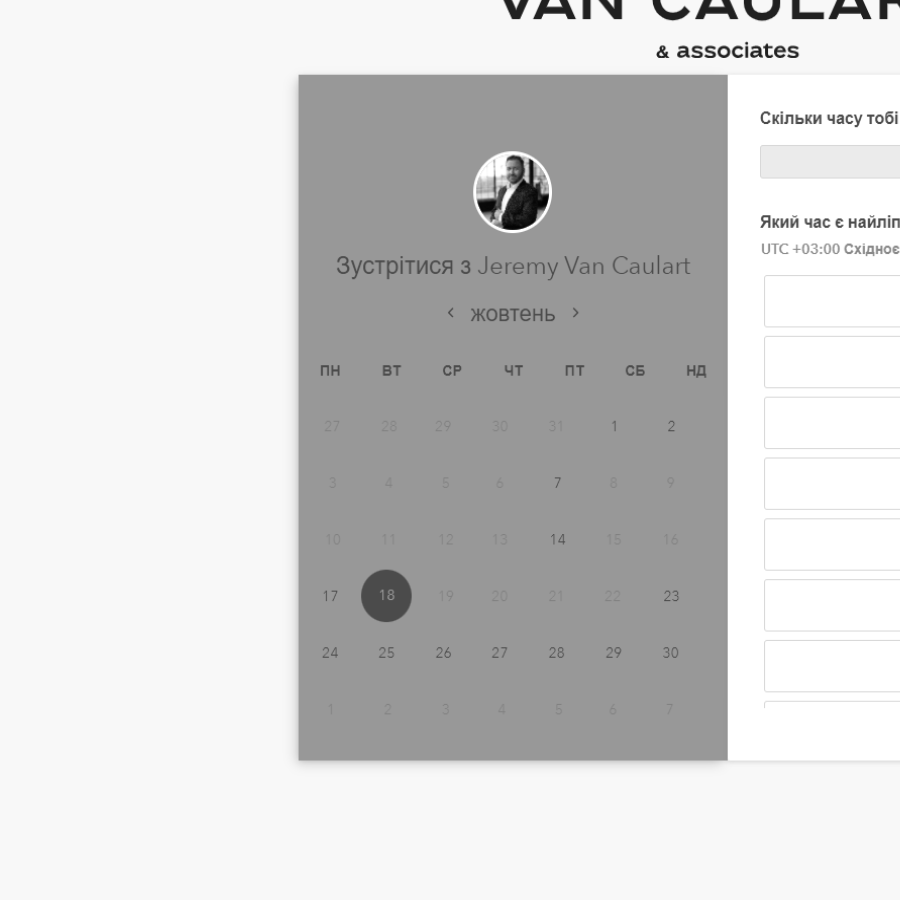 VAN CAULAR
& associates
Зустрітися з Jeremy Van Caulart
‹ жовтень ›
ПН ВТ СР ЧТ ПТ СБ НД
27 28 29 30 31 1 2
3 4 5 6 7 8 9
10 11 12 13 14 15 16
17 18 19 20 21 22 23
24 25 26 27 28 29 30
1 2 3 4 5 6 7
Скільки часу тобі
Який час є найліп
UTC +03:00 Східноє